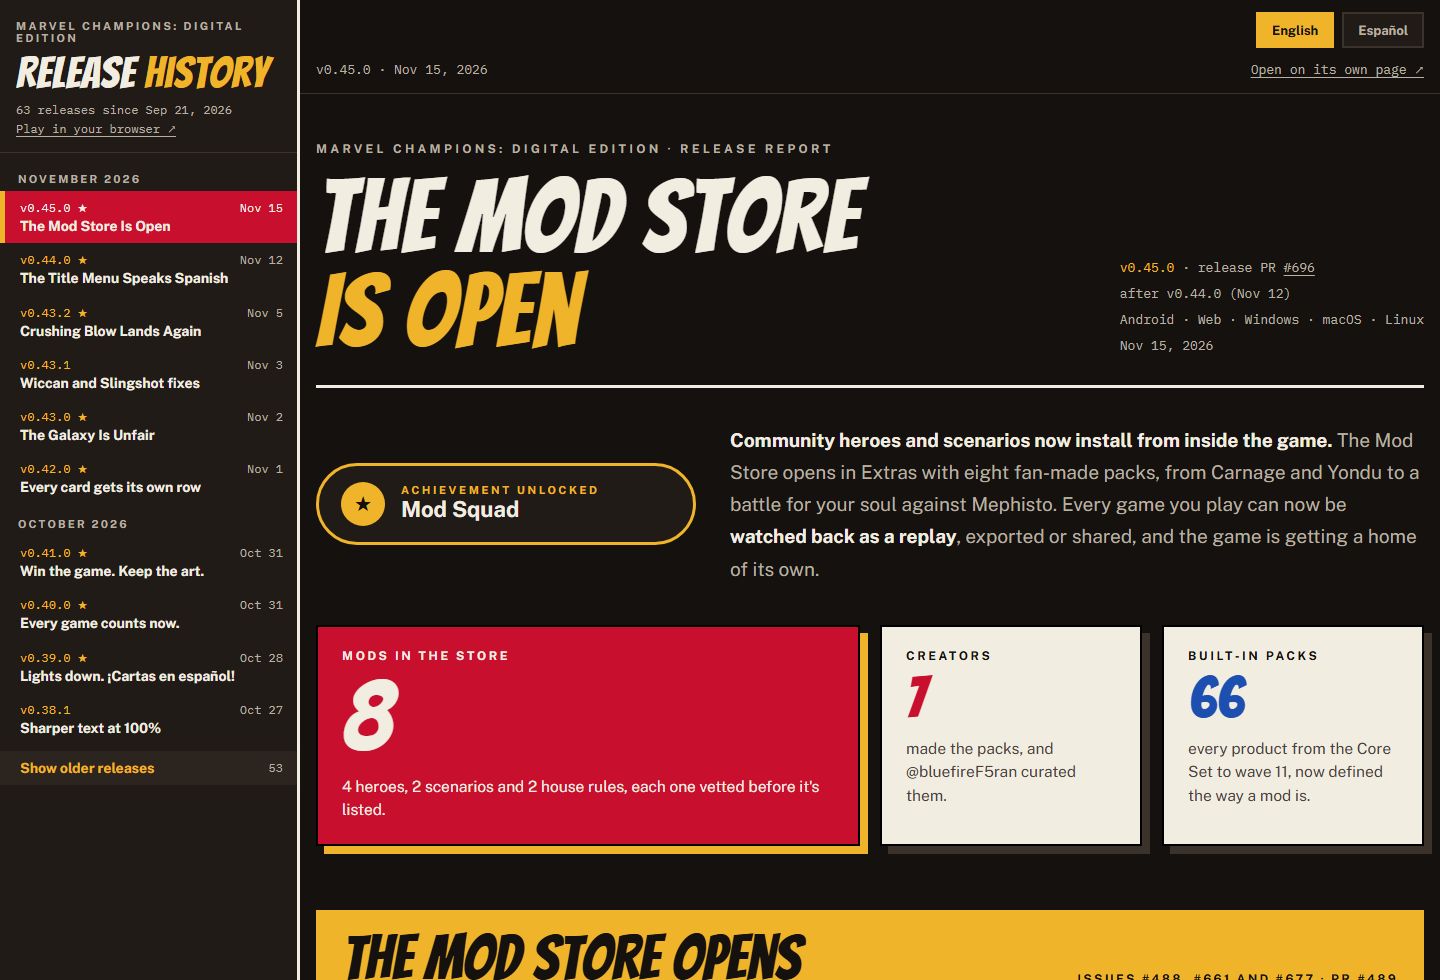 MARVEL CHAMPIONS: DIGITAL
EDITION
RELEASE HISTORY
63 releases since Sep 21, 2026
Play in your browser ↗
NOVEMBER 2026
v0.45.0 ★ Nov 15
The Mod Store Is Open
v0.44.0 ★ Nov 12
The Title Menu Speaks Spanish
v0.43.2 ★ Nov 5
Crushing Blow Lands Again
v0.43.1 Nov 3
Wiccan and Slingshot fixes
v0.43.0 ★ Nov 2
The Galaxy Is Unfair
v0.42.0 ★ Nov 1
Every card gets its own row
OCTOBER 2026
v0.41.0 ★ Oct 31
Win the game. Keep the art.
v0.40.0 ★ Oct 31
Every game counts now.
v0.39.0 ★ Oct 28
Lights down. ¡Cartas en español!
v0.38.1 Oct 27
Sharper text at 100%
Show older releases 53
English Español
v0.45.0 · Nov 15, 2026
Open on its own page ↗
MARVEL CHAMPIONS: DIGITAL EDITION · RELEASE REPORT
THE MOD STORE
IS OPEN
v0.45.0 · release PR #696
after v0.44.0 (Nov 12)
Android · Web · Windows · macOS · Linux
Nov 15, 2026
★ ACHIEVEMENT UNLOCKED
Mod Squad
Community heroes and scenarios now install from inside the game. The Mod
Store opens in Extras with eight fan-made packs, from Carnage and Yondu to a
battle for your soul against Mephisto. Every game you play can now be
watched back as a replay, exported or shared, and the game is getting a home
of its own.
MODS IN THE STORE
8
4 heroes, 2 scenarios and 2 house rules, each one vetted before it's
listed.
CREATORS
7
made the packs, and
@bluefireF5ran curated
them.
BUILT-IN PACKS
66
every product from the Core
Set to wave 11, now defined
the way a mod is.
THE MOD STORE OPENS
ISSUES #488, #661 AND #677 · PR #489